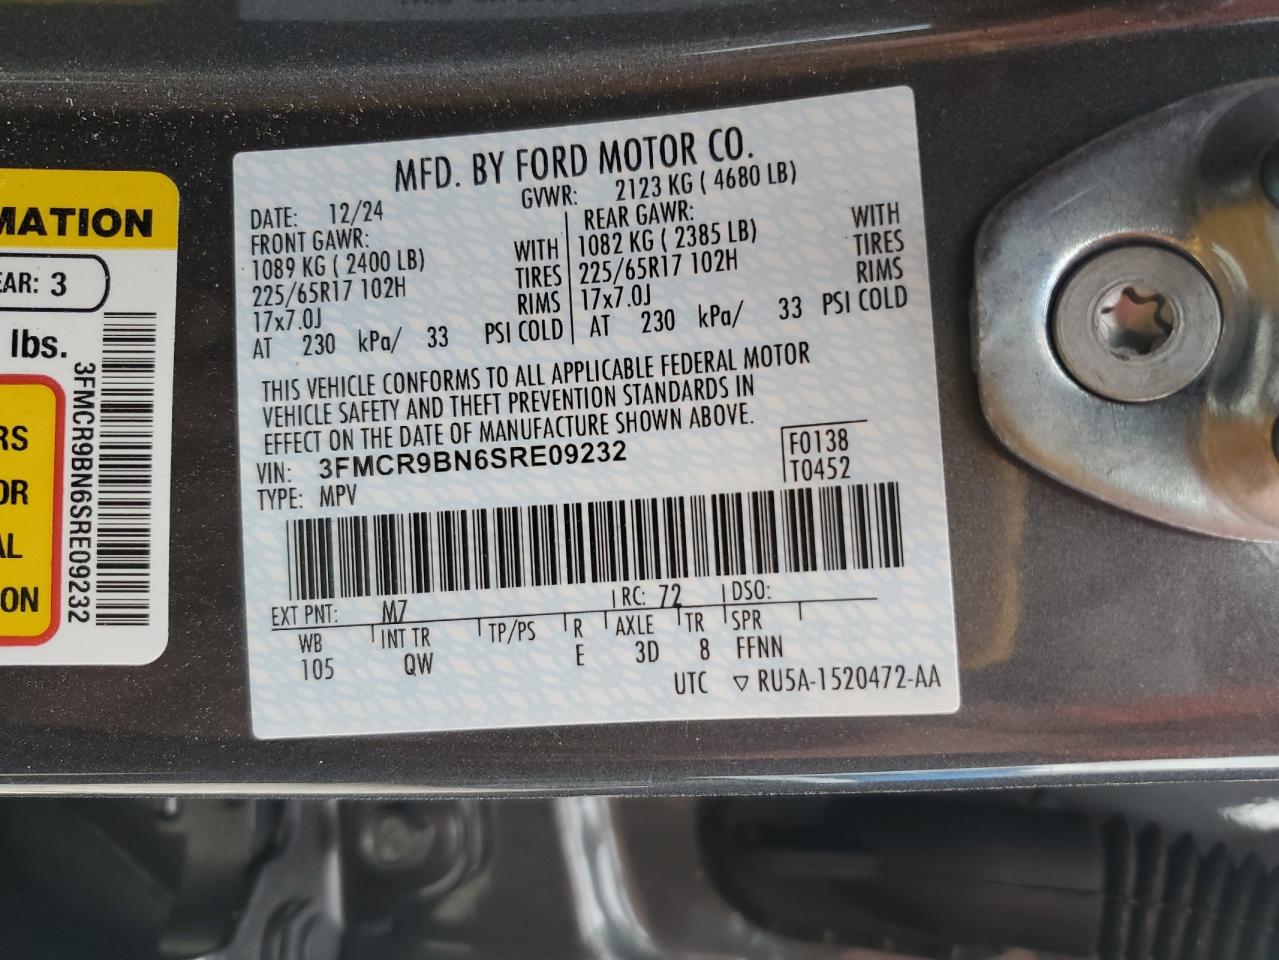 MATION
EAR: 3
lbs.
3FMCR9BN6SRE09232
RS
OR
AL
ON
MFD. BY FORD MOTOR CO.
DATE: 12/24
GVWR: 2123 KG ( 4680 LB)
FRONT GAWR:
1089 KG ( 2400 LB) WITH
225/65R17 102H TIRES
17x7.0J RIMS
AT 230 kPa/ 33 PSI COLD
REAR GAWR: WITH
1082 KG ( 2385 LB) TIRES
225/65R17 102H RIMS
17x7.0J
AT 230 kPa/ 33 PSI COLD
THIS VEHICLE CONFORMS TO ALL APPLICABLE FEDERAL MOTOR
VEHICLE SAFETY AND THEFT PREVENTION STANDARDS IN
EFFECT ON THE DATE OF MANUFACTURE SHOWN ABOVE.
VIN: 3FMCR9BN6SRE09232
TYPE: MPV
F0138
T0452
EXT PNT: M7 RC: 72 DSO:
WB INT TR TP/PS R AXLE TR SPR
105 QW E 3D 8 FFNN
UTC ▽ RU5A-1520472-AA